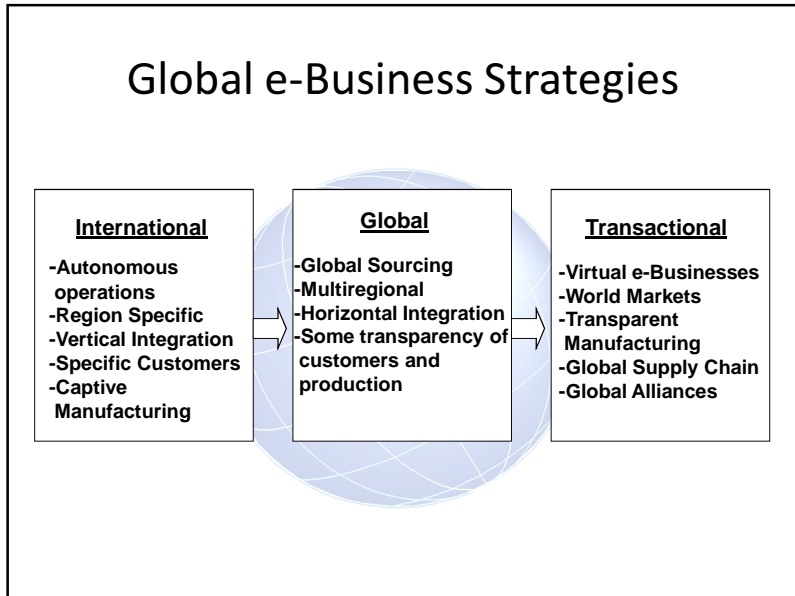 Global e-Business Strategies
International
-Autonomous
operations
-Region Specific
-Vertical Integration
-Specific Customers
-Captive
Manufacturing
Global
-Global Sourcing
-Multiregional
-Horizontal Integration
-Some transparency of
customers and
production
Transactional
-Virtual e-Businesses
-World Markets
-Transparent
Manufacturing
-Global Supply Chain
-Global Alliances